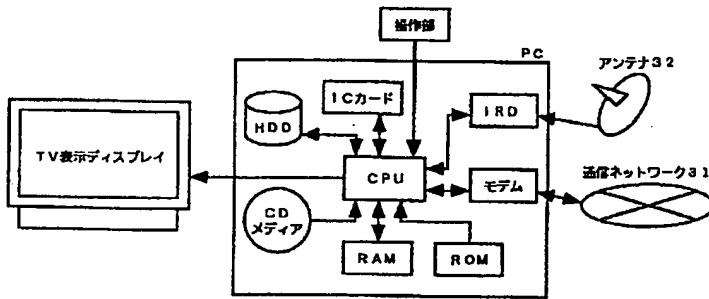 操作部
PC
アンテナ32
ICカード
IRD
HDD
TV表示ディスプレイ
通信ネットワーク31
CPU
モデム
CD
メディア
RAM
ROM